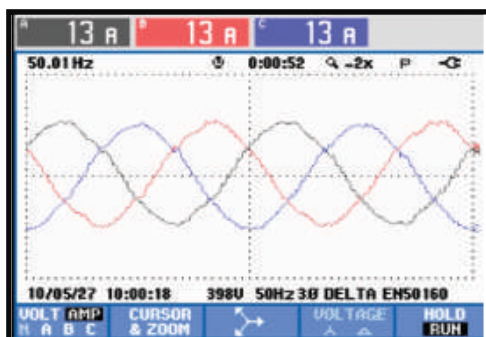 A 13 A B 13 A C 13 A
50.01Hz 0:00:52 -2x P
10/05/27 10:00:18 398V 50Hz 3Ø DELTA EN50160
VOLT AMP CURSOR VOLTAGE HOLD
N A B C & ZOOM RUN